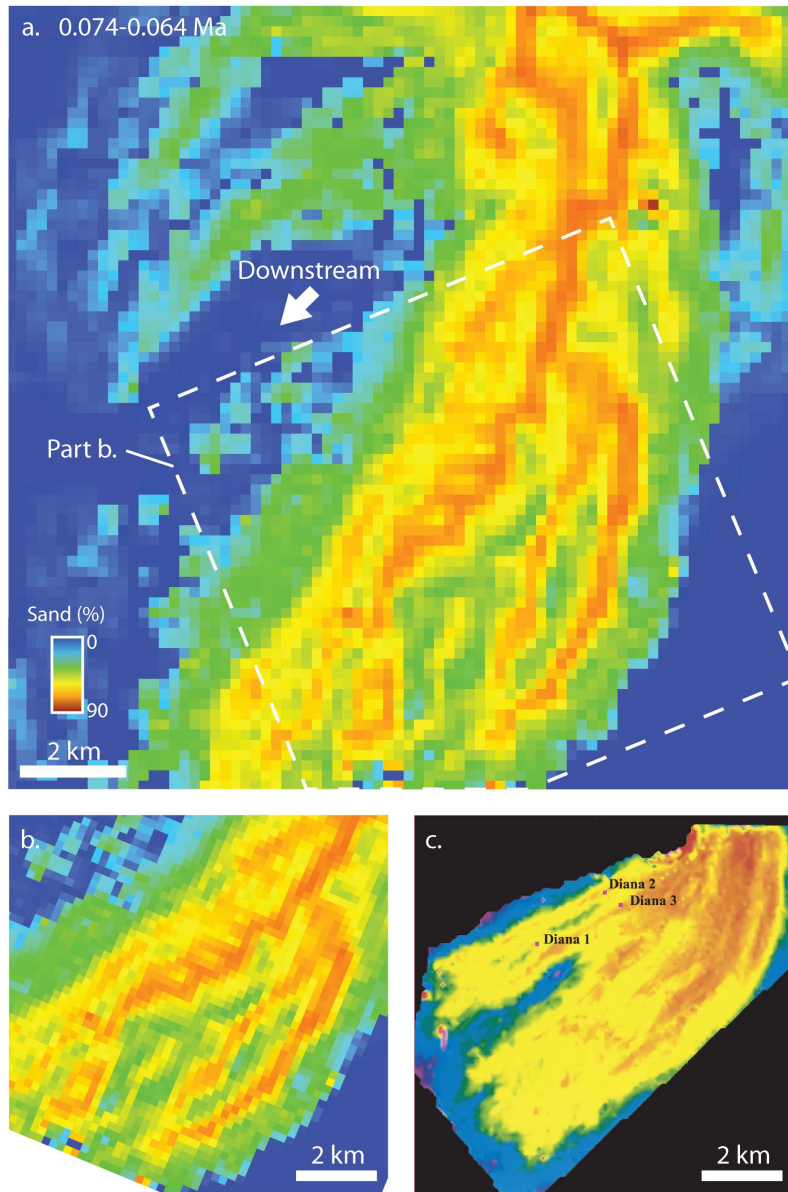 a. 0.074-0.064 Ma
Downstream
Part b.
Sand (%)
0
90
2 km
b.
2 km
c.
Diana 2
Diana 3
Diana 1
2 km